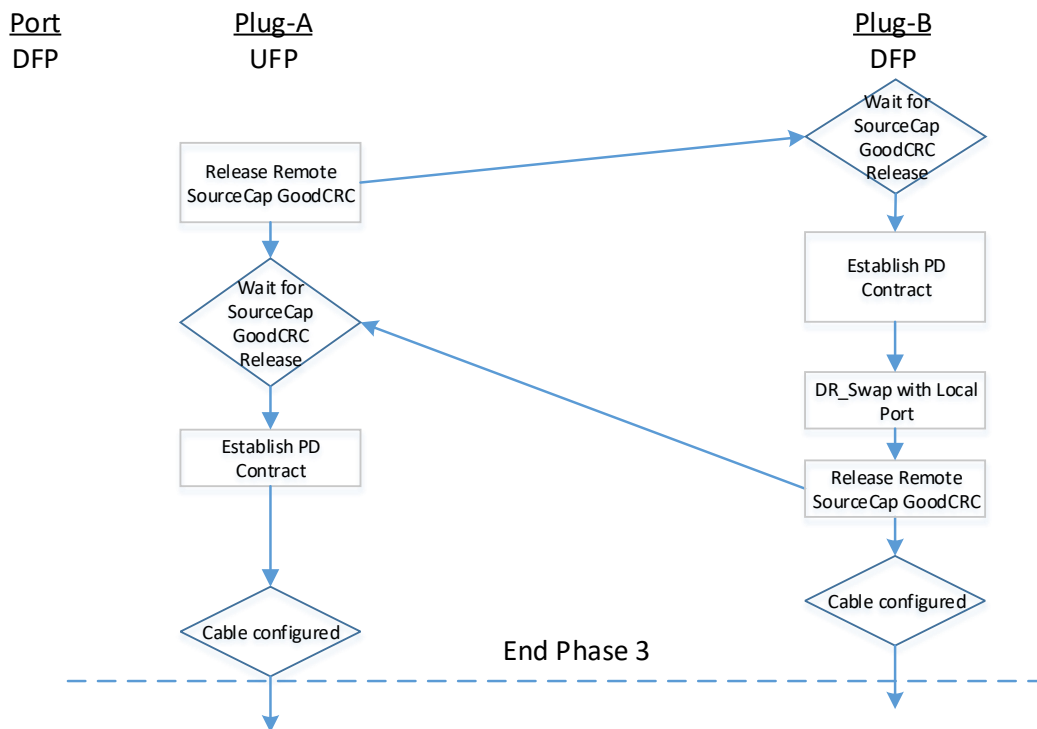 Port
DFP
Plug-A
UFP
Plug-B
DFP
Wait for
SourceCap
GoodCRC
Release
Release Remote
SourceCap GoodCRC
Wait for
SourceCap
GoodCRC
Release
Establish PD
Contract
DR_Swap with Local
Port
Establish PD
Contract
Release Remote
SourceCap GoodCRC
Cable configured
Cable configured
End Phase 3